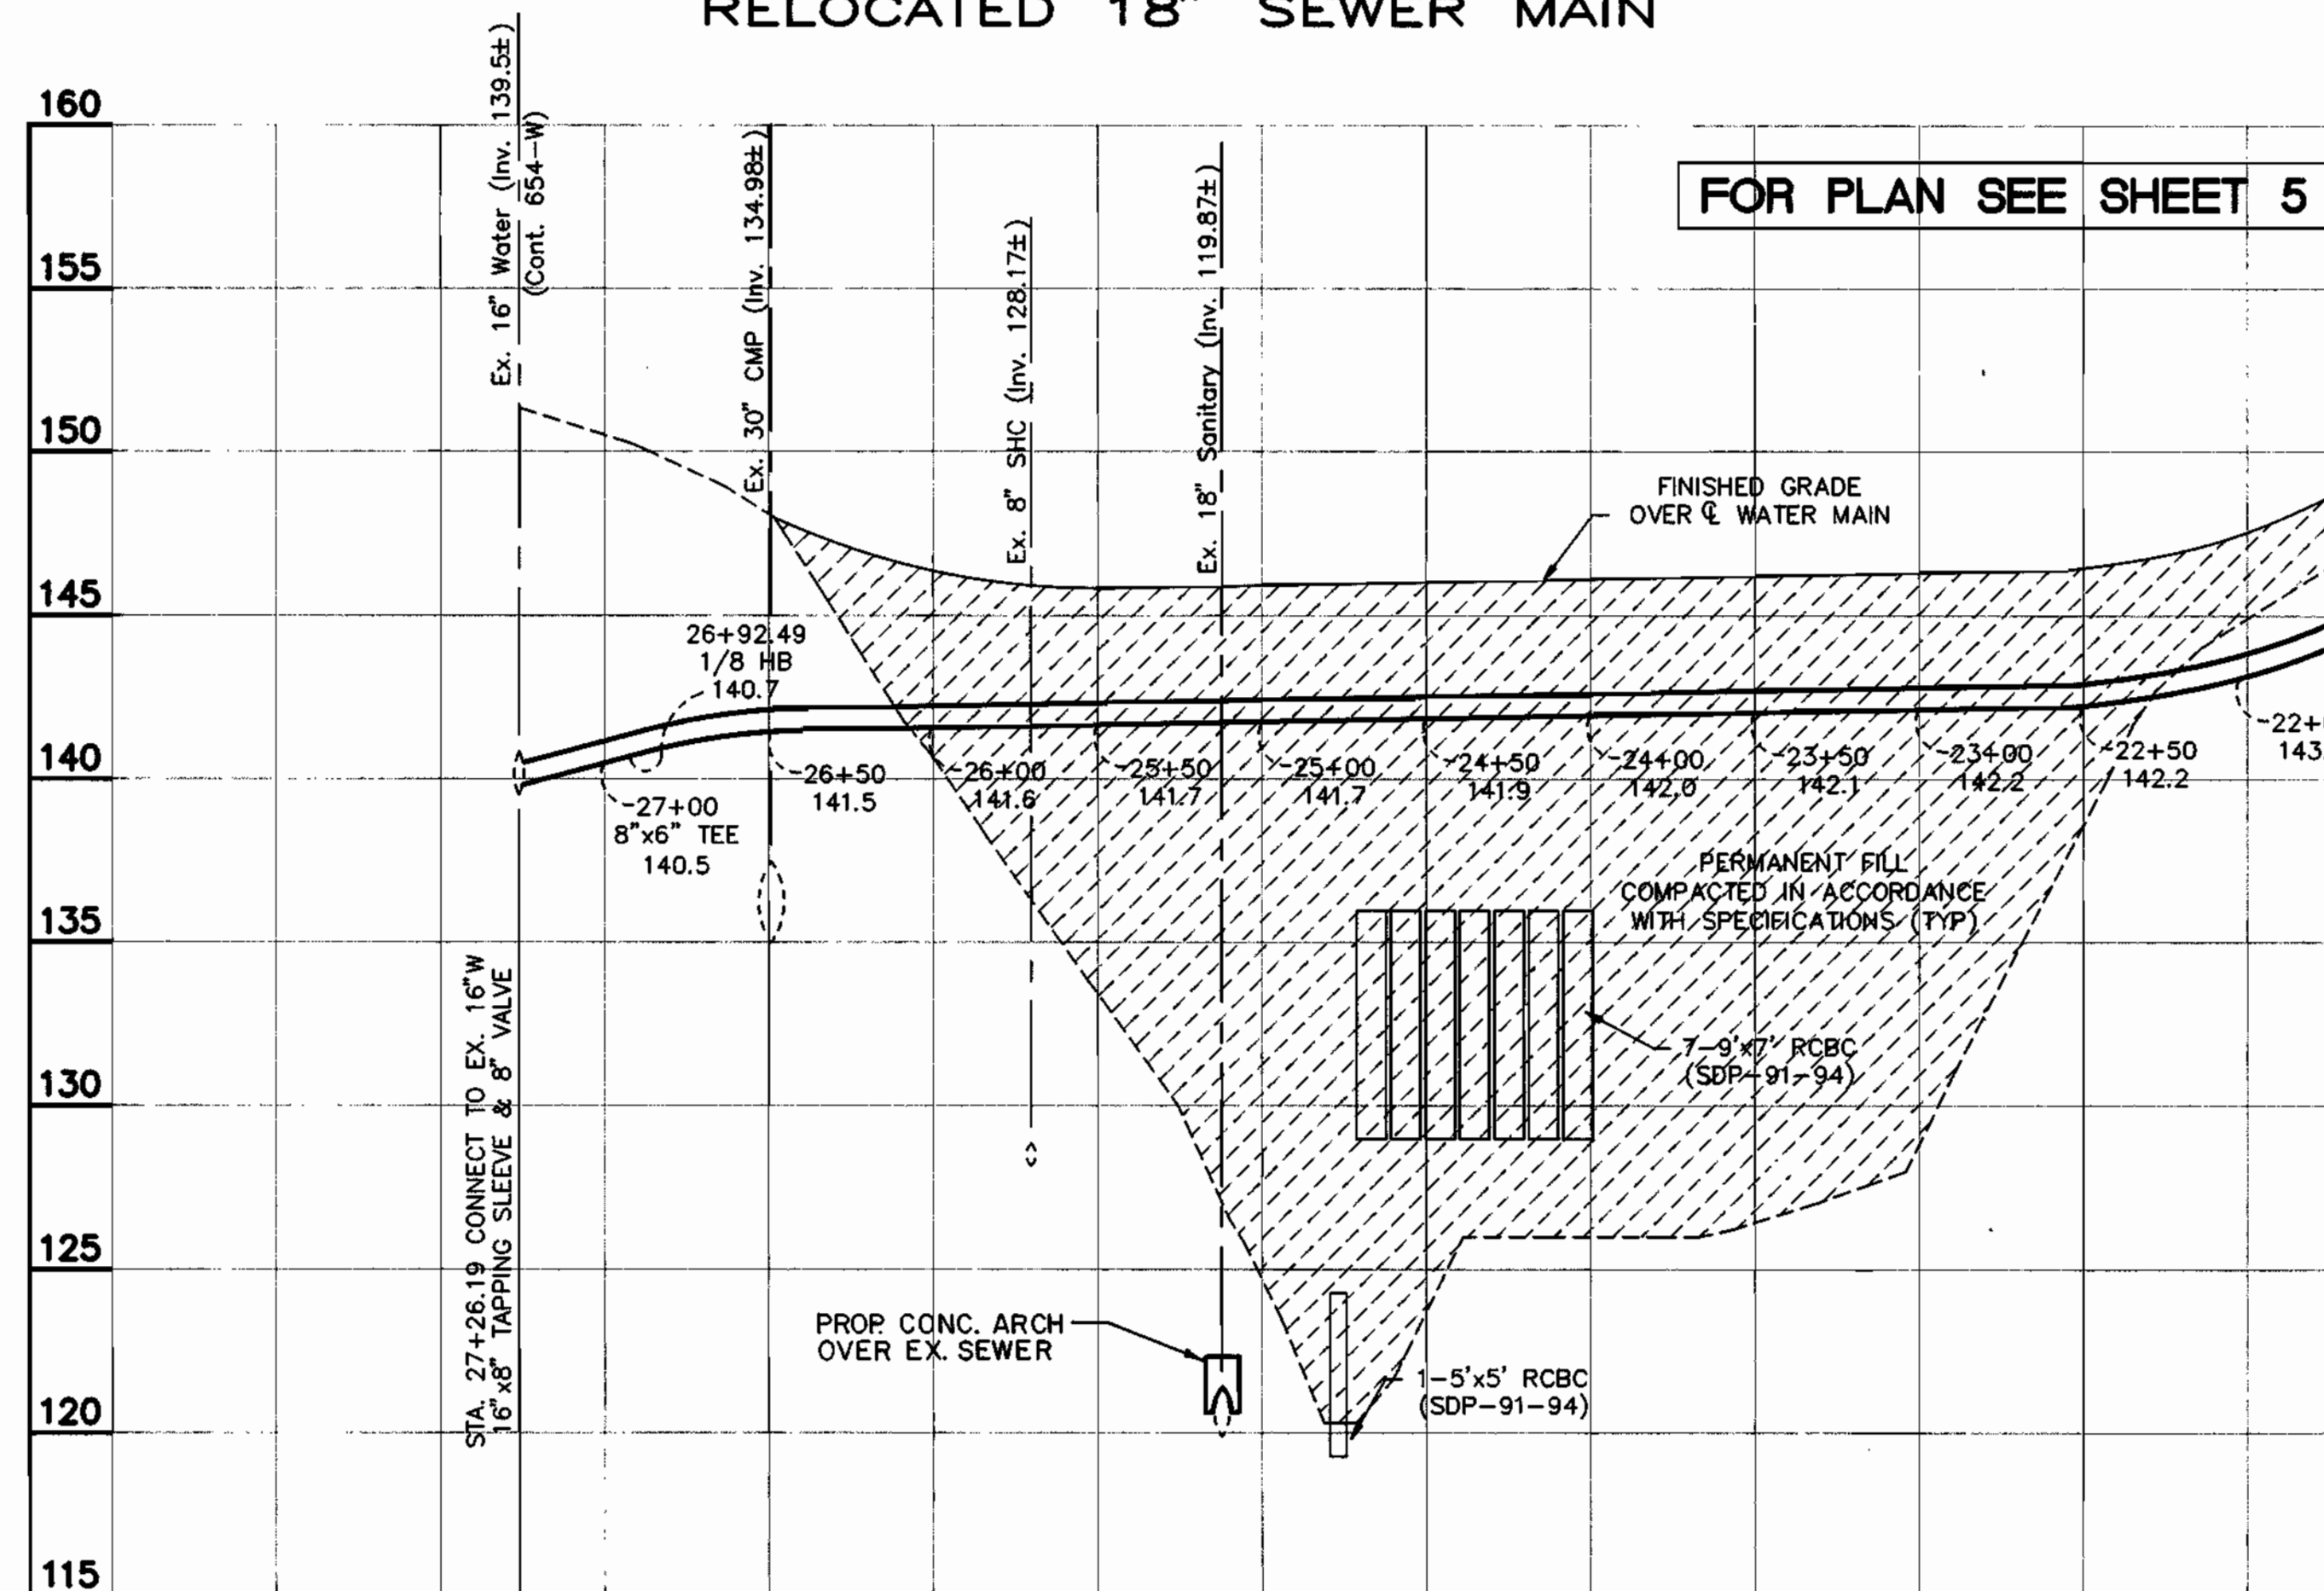 RELOCATED 18" SEWER MAIN
Ex. 16" Water (Inv. 139.5±)
(Cont. 654-W)
Ex. 30" CMP (Inv. 134.98±)
Ex. 8" SHC (Inv. 128.17±)
Ex. 18" Sanitary (Inv. 119.87±)
FOR PLAN SEE SHEET 5
160
155
150
145
140
135
130
125
120
115
FINISHED GRADE
OVER ℄ WATER MAIN
26+92.49
1/8 HB
140.7
27+00
8"x6" TEE
140.5
26+50
141.5
26+00
141.6
25+50
141.7
25+00
141.7
24+50
141.9
24+00
142.0
23+50
142.1
23+00
142.2
22+50
142.2
22+
143.
PERMANENT FILL
COMPACTED IN ACCORDANCE
WITH SPECIFICATIONS (TYP)
7-9'x7' RCBC
(SDP-91-94)
STA. 27+26.19 CONNECT TO EX. 16"W
16"x8" TAPPING SLEEVE & 8" VALVE
PROP. CONC. ARCH
OVER EX. SEWER
1-5'x5' RCBC
(SDP-91-94)